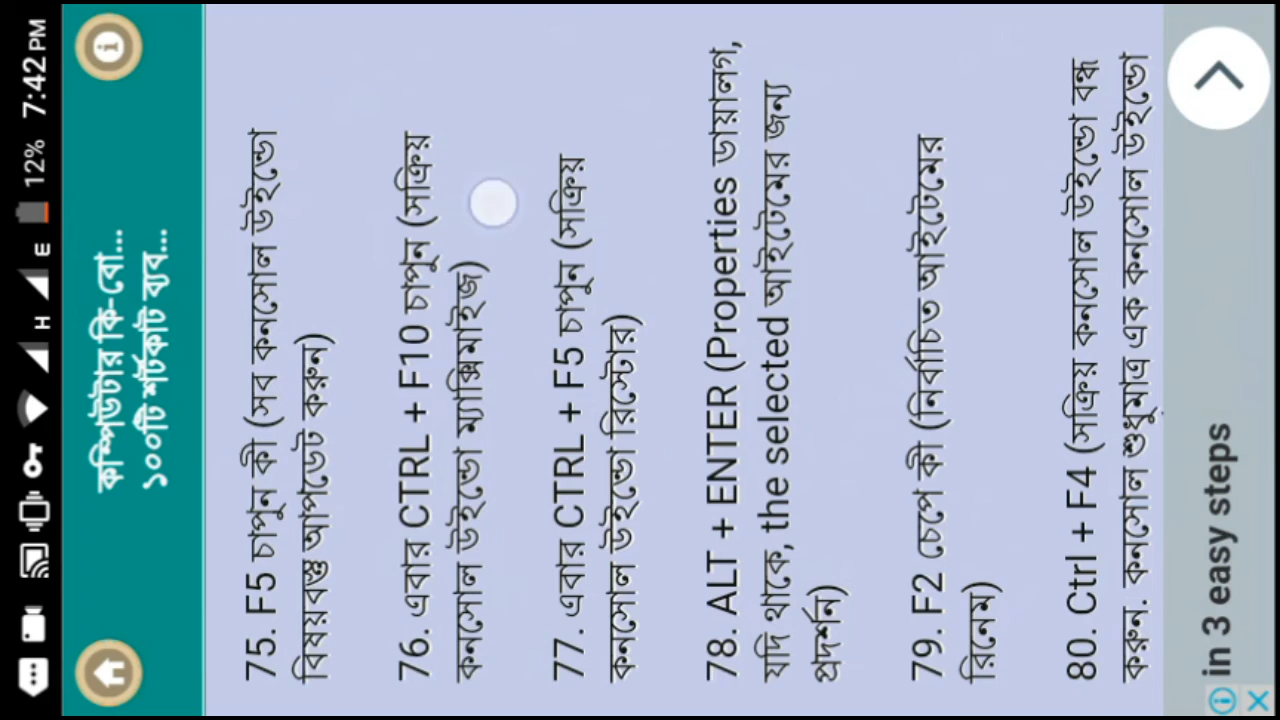 H E 12% 7:42 PM
কম্পিউটার কি-বো...
১০০টি শর্টকাট ব্যব...
75. F5 চাপুন কী (সব কনসোল উইন্ডো
বিষয়বস্তু আপডেট করুন)
76. এবার CTRL + F10 চাপুন (সক্রিয়
কনসোল উইন্ডো ম্যাক্সিমাইজ)
77. এবার CTRL + F5 চাপুন (সক্রিয়
কনসোল উইন্ডো রিস্টোর)
78. ALT + ENTER (Properties ডায়ালগ,
যদি থাকে, the selected আইটেমের জন্য
প্রদর্শন)
79. F2 চেপে কী (নির্বাচিত আইটেমের
রিনেম)
80. Ctrl + F4 (সক্রিয় কনসোল উইন্ডো বন্ধ
করুন. কনসোল শুধুমাত্র এক কনসোল উইন্ডো
in 3 easy steps